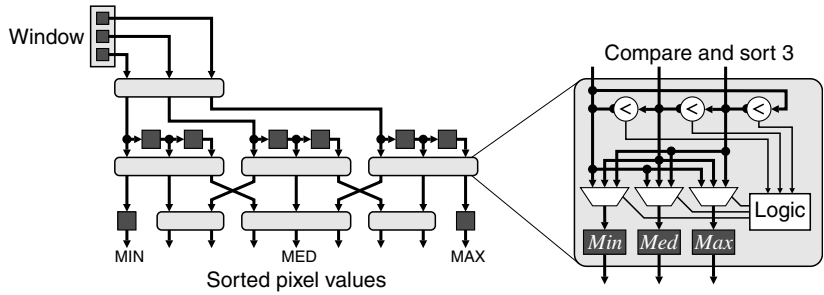 Window
Compare and sort 3
<
<
<
Logic
Min
Med
Max
MIN
MED
MAX
Sorted pixel values